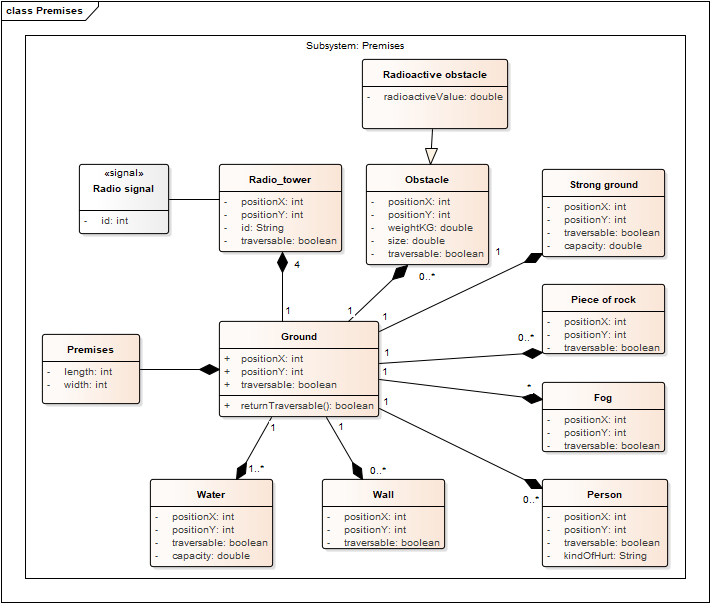 class Premises
Subsystem: Premises
Radioactive obstacle
- radioactiveValue: double
«signal»
Radio signal
- id: int
Radio_tower
- positionX: int
- positionY: int
- id: String
- traversable: boolean
Obstacle
- positionX: int
- positionY: int
- weightKG: double
- size: double
- traversable: boolean
Strong ground
- positionX: int
- positionY: int
- traversable: boolean
- capacity: double
4
0..*
1
1
1
1
Piece of rock
- positionX: int
- positionY: int
- traversable: boolean
Ground
+ positionX: int
+ positionY: int
+ traversable: boolean
+ returnTraversable(): boolean
Premises
- length: int
- width: int
0..*
1
1
*
1
Fog
- positionX: int
- positionY: int
- traversable: boolean
1
1
1..*
0..*
0..*
Water
- positionX: int
- positionY: int
- traversable: boolean
- capacity: double
Wall
- positionX: int
- positionY: int
- traversable: boolean
Person
- positionX: int
- positionY: int
- traversable: boolean
- kindOfHurt: String